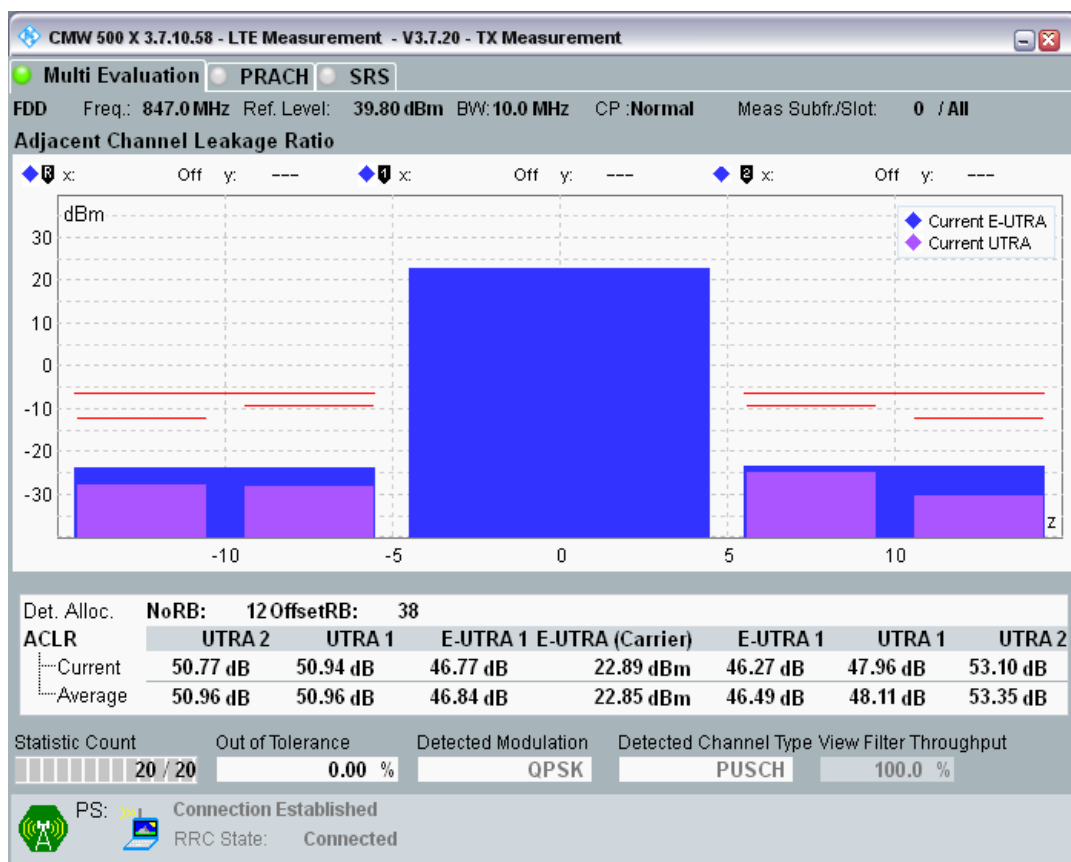 CMW 500 X 3.7.10.58 - LTE Measurement - V3.7.20 - TX Measurement
Multi Evaluation PRACH SRS
FDD Freq.: 847.0 MHz Ref. Level: 39.80 dBm BW: 10.0 MHz CP :Normal Meas Subfr./Slot: 0 / All
Adjacent Channel Leakage Ratio
R x: Off y: --- 1 x: Off y: --- 2 x: Off y: ---
dBm
Current E-UTRA
Current UTRA
30
20
10
0
-10
-20
-30
z
-10 -5 0 5 10
Det. Alloc. NoRB: 12 OffsetRB: 38
ACLR UTRA 2 UTRA 1 E-UTRA 1 E-UTRA (Carrier) E-UTRA 1 UTRA 1 UTRA 2
Current 50.77 dB 50.94 dB 46.77 dB 22.89 dBm 46.27 dB 47.96 dB 53.10 dB
Average 50.96 dB 50.96 dB 46.84 dB 22.85 dBm 46.49 dB 48.11 dB 53.35 dB
Statistic Count Out of Tolerance Detected Modulation Detected Channel Type View Filter Throughput
20 / 20 0.00 % QPSK PUSCH 100.0 %
PS: Connection Established
RRC State: Connected